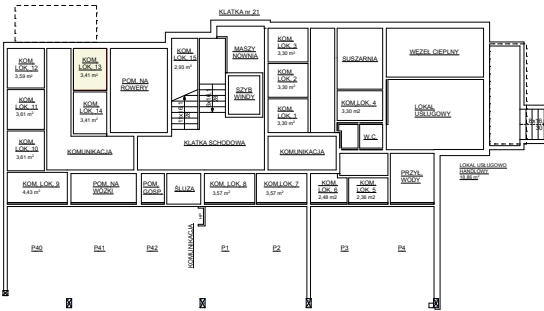 KLATKA nr 21
KOM.
LOK. 12
3,59 m²
KOM.
LOK. 13
3,41 m²
POM. NA
ROWERY
KOM.
LOK. 15
2,93 m²
MASZY
NOWNIA
KOM.
LOK. 3
3,30 m²
SUSZARNIA
WĘZEŁ CIEPLNY
KOM.
LOK. 2
3,30 m²
SZYB
WINDY
KOM.
LOK. 11
3,61 m²
KOM.
LOK. 14
3,41 m²
KOM.
LOK. 1
3,30 m²
KOM.LOK. 4
3,30 m2
LOKAL
USŁUGOWY
W.C.
KOM.
LOK. 10
3,61 m²
KOMUNIKACJA
KLATKA SCHODOWA
KOMUNIKACJA
LOKAL USŁUGOWO
HANDLOWY
18,86 m²
KOM.LOK. 9
4,43 m²
POM. NA
WÓZKI
POM.
GOSP.
ŚLUZA
KOM.LOK. 8
3,57 m²
KOM.LOK. 7
3,57 m²
KOM.
LOK. 6
2,48 m2
KOM.
LOK. 5
2,36 m2
PRZYŁ.
WODY
P40
P41
P42
KOMUNIKACJA
HP
P1
P2
P3
P4